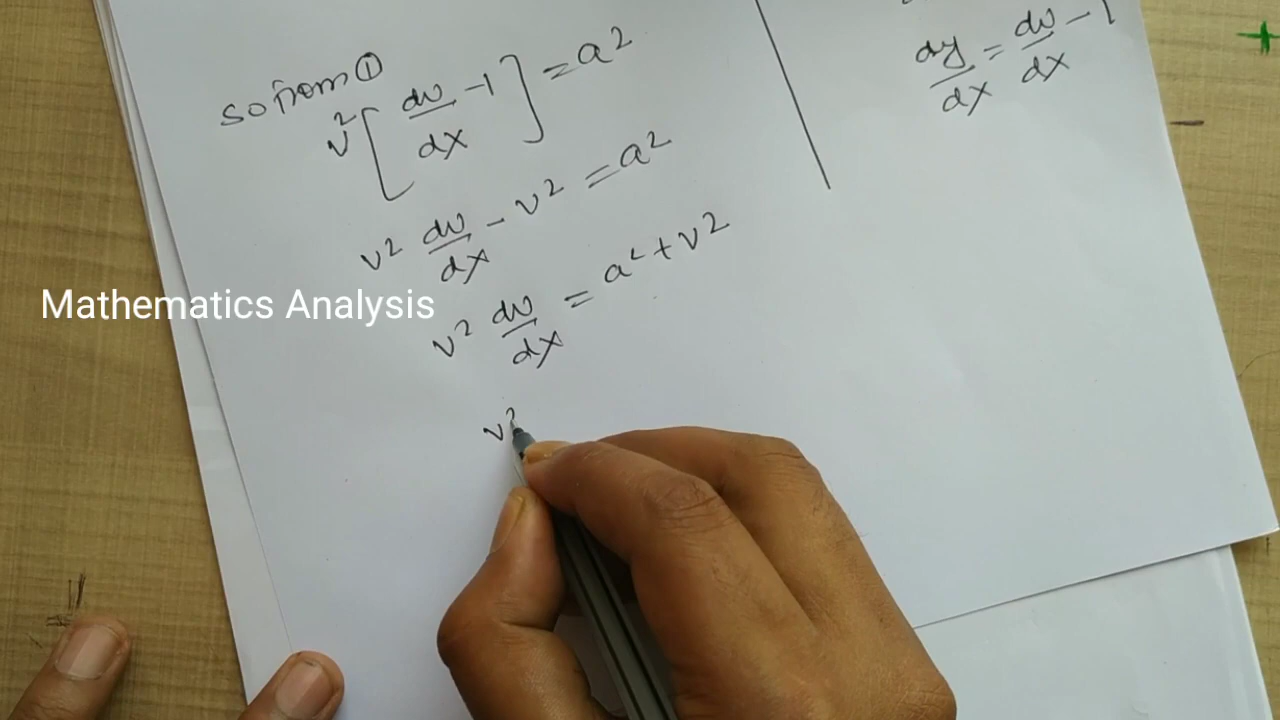 So from ①
v² [ dv/dx - 1 ] = a²
v² dv/dx - v² = a²
v² dv/dx = a² + v²
v²
dy/dx = dv/dx - 1
Mathematics Analysis